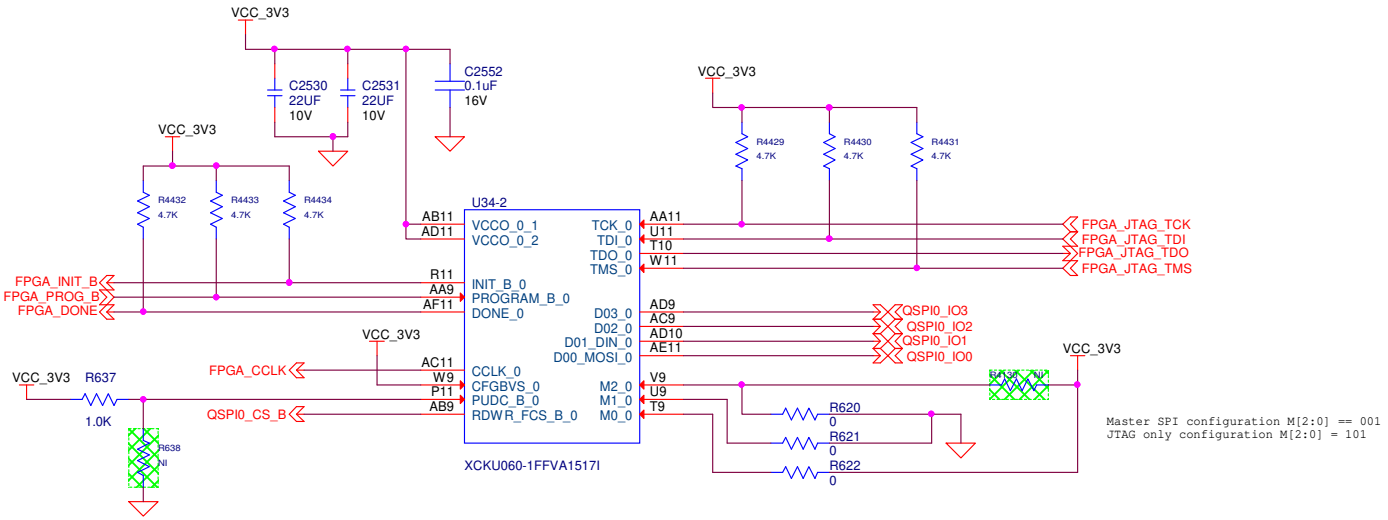 VCC_3V3
C2530
22UF
10V
C2531
22UF
10V
C2552
0.1uF
16V
VCC_3V3
R4429
4.7K
R4430
4.7K
R4431
4.7K
VCC_3V3
R4432
4.7K
R4433
4.7K
R4434
4.7K
U34-2
AB11
VCCO_0_1
AD11
VCCO_0_2
R11
INIT_B_0
AA9
PROGRAM_B_0
AF11
DONE_0
AC11
CCLK_0
W9
CFGBVS_0
P11
PUDC_B_0
AB9
RDWR_FCS_B_0
TCK_0
AA11
TDI_0
U11
TDO_0
T10
TMS_0
W11
D03_0
AD9
D02_0
AC9
D01_DIN_0
AD10
D00_MOSI_0
AE11
M2_0
V9
M1_0
U9
M0_0
T9
XCKU060-1FFVA1517I
FPGA_INIT_B
FPGA_PROG_B
FPGA_DONE
VCC_3V3
FPGA_CCLK
VCC_3V3
R637
1.0K
QSPI0_CS_B
R638
NI
FPGA_JTAG_TCK
FPGA_JTAG_TDI
FPGA_JTAG_TDO
FPGA_JTAG_TMS
QSPI0_IO3
QSPI0_IO2
QSPI0_IO1
QSPI0_IO0
VCC_3V3
NI
R620
0
R621
0
R622
0
Master SPI configuration M[2:0] == 001
JTAG only configuration M[2:0] = 101